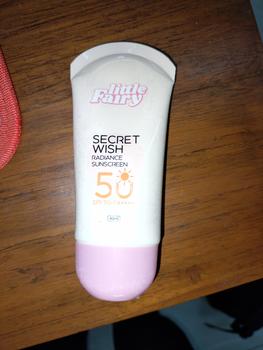 little
Fairy
SECRET
WISH
RADIANCE
SUNSCREEN
50